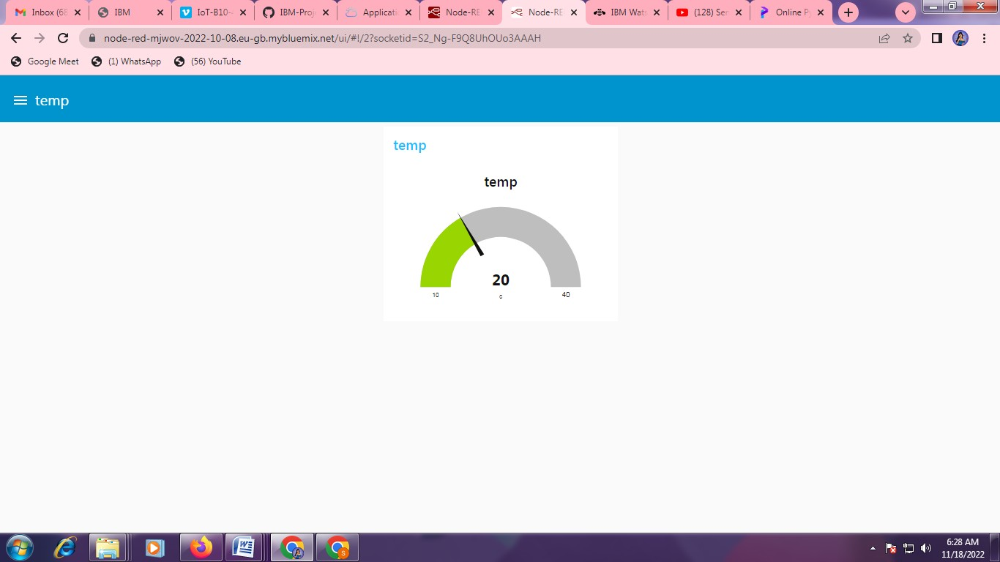 Inbox (68
IBM
IoT-B10-
IBM-Proj
Applicati
Node-RE
Node-RE
IBM Wats
(128) Ser
Online Py
node-red-mjwov-2022-10-08.eu-gb.mybluemix.net/ui/#!/2?socketid=S2_Ng-F9Q8UhOUo3AAAH
Google Meet
(1) WhatsApp
(56) YouTube
temp
temp
temp
20
10
c
40
6:28 AM
11/18/2022